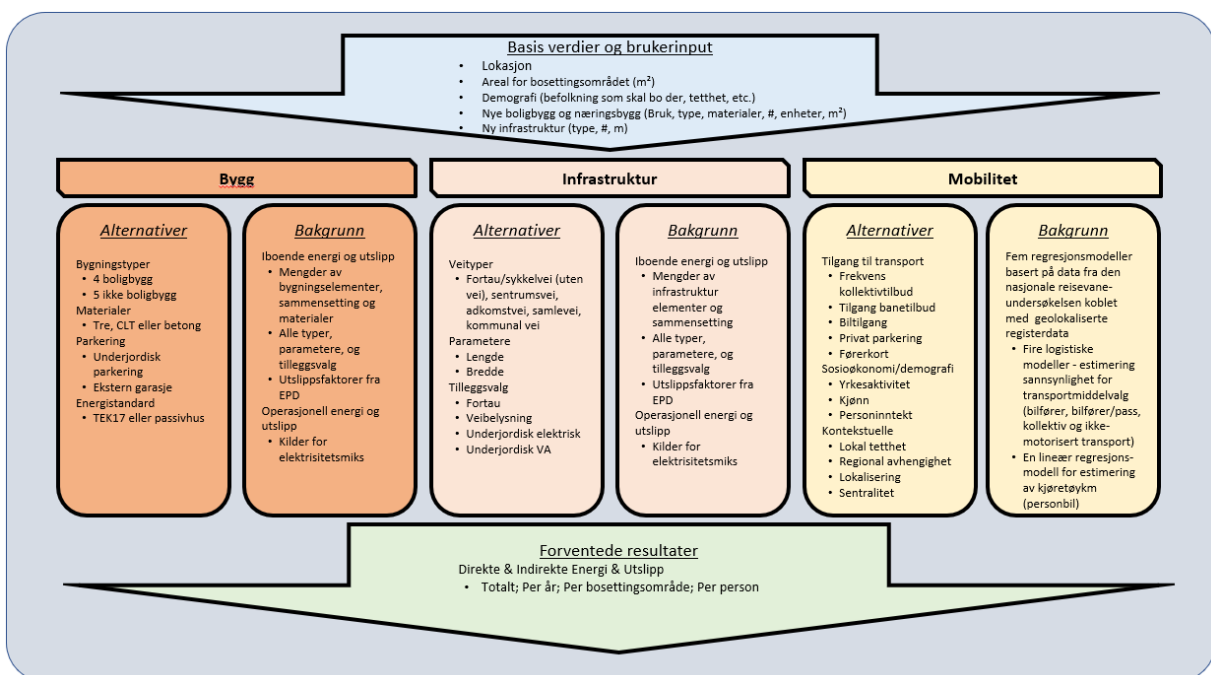 Basis verdier og brukerinput
• Lokasjon
• Areal for bosettingsområdet (m²)
• Demografi (befolkning som skal bo der, tetthet, etc.)
• Nye boligbygg og næringsbygg (Bruk, type, materialer, #, enheter, m²)
• Ny infrastruktur (type, #, m)
Bygg
Alternativer
Bygningstyper
• 4 boligbygg
• 5 ikke boligbygg
Materialer
• Tre, CLT eller betong
Parkering
• Underjordisk
parkering
• Ekstern garasje
Energistandard
• TEK17 eller passivhus
Bakgrunn
Iboende energi og utslipp
• Mengder av
bygningselementer,
sammensetting og
materialer
• Alle typer,
parametere, og
tilleggsvalg
• Utslippsfaktorer fra
EPD
Operasjonell energi og
utslipp
• Kilder for
elektrisitetsmiks
Infrastruktur
Alternativer
Veityper
• Fortau/sykkelvei (uten
vei), sentrumsvei,
adkomstvei, samlevei,
kommunal vei
Parametere
• Lengde
• Bredde
Tilleggsvalg
• Fortau
• Veibelysning
• Underjordisk elektrisk
• Underjordisk VA
Bakgrunn
Iboende energi og utslipp
• Mengder av
infrastruktur
elementer og
sammensetting
• Alle typer,
parametere, og
tilleggsvalg
• Utslippsfaktorer fra
EPD
Operasjonell energi og
utslipp
• Kilder for
elektrisitetsmiks
Mobilitet
Alternativer
Tilgang til transport
• Frekvens
kollektivtilbud
• Tilgang banetilbud
• Biltilgang
• Privat parkering
• Førerkort
Sosioøkonomi/demografi
• Yrkesaktivitet
• Kjønn
• Personinntekt
Kontekstuelle
• Lokal tetthet
• Regional avhengighet
• Lokalisering
• Sentralitet
Bakgrunn
Fem regresjonsmodeller
basert på data fra den
nasjonale reisevane-
undersøkelsen koblet
med geolokaliserte
registerdata
• Fire logistiske
modeller - estimering
sannsynlighet for
transportmiddelvalg
(bilfører, bilfører/pass,
kollektiv og ikke-
motorisert transport)
• En lineær regresjons-
modell for estimering
av kjøretøykm
(personbil)
Forventede resultater
Direkte & Indirekte Energi & Utslipp
• Totalt; Per år; Per bosettingsområde; Per person